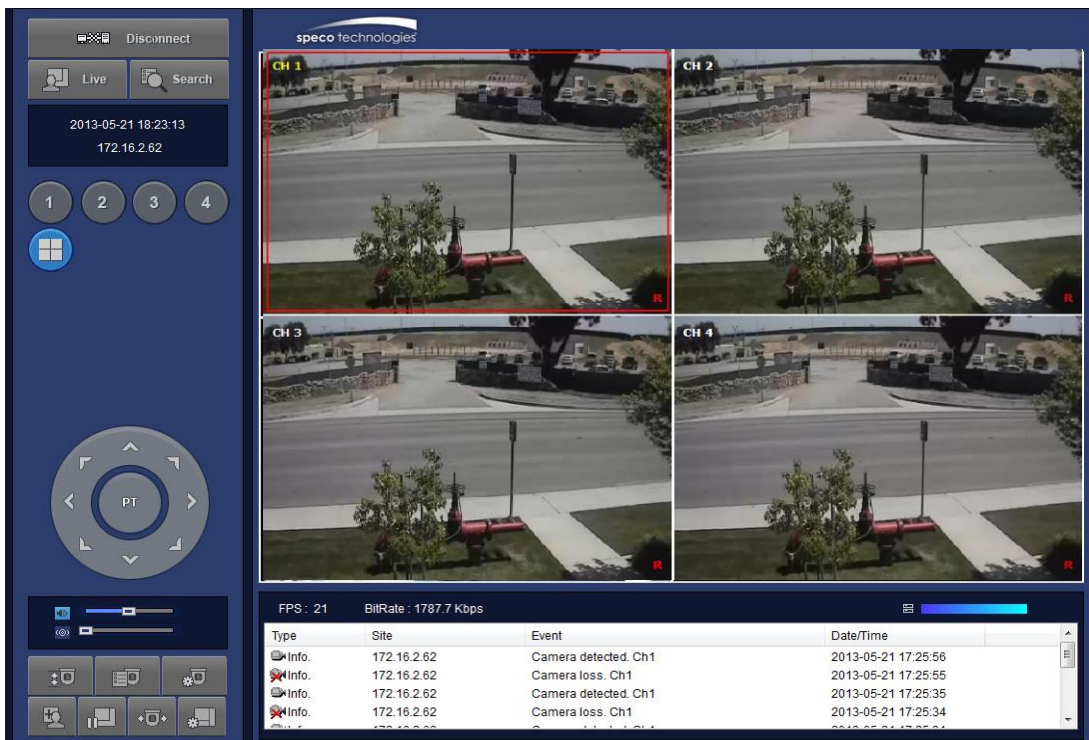 Disconnect
Live
Search
2013-05-21 18:23:13
172.16.2.62
1 2 3 4
PT
speco technologies
CH 1
R
CH 2
R
CH 3
R
CH 4
R
FPS : 21 BitRate : 1787.7 Kbps
Type Site Event Date/Time
Info. 172.16.2.62 Camera detected. Ch1 2013-05-21 17:25:56
Info. 172.16.2.62 Camera loss. Ch1 2013-05-21 17:25:55
Info. 172.16.2.62 Camera detected. Ch1 2013-05-21 17:25:35
Info. 172.16.2.62 Camera loss. Ch1 2013-05-21 17:25:34